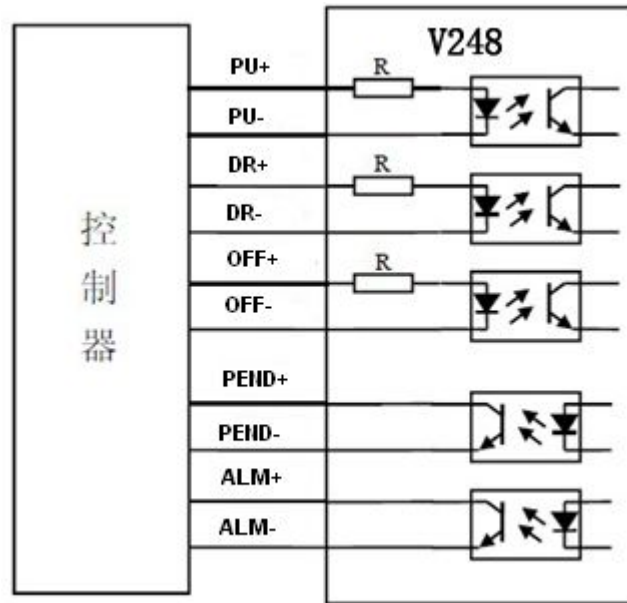 V248
PU+
R
PU-
DR+
R
DR-
OFF+
R
OFF-
PEND+
PEND-
ALM+
ALM-
控
制
器